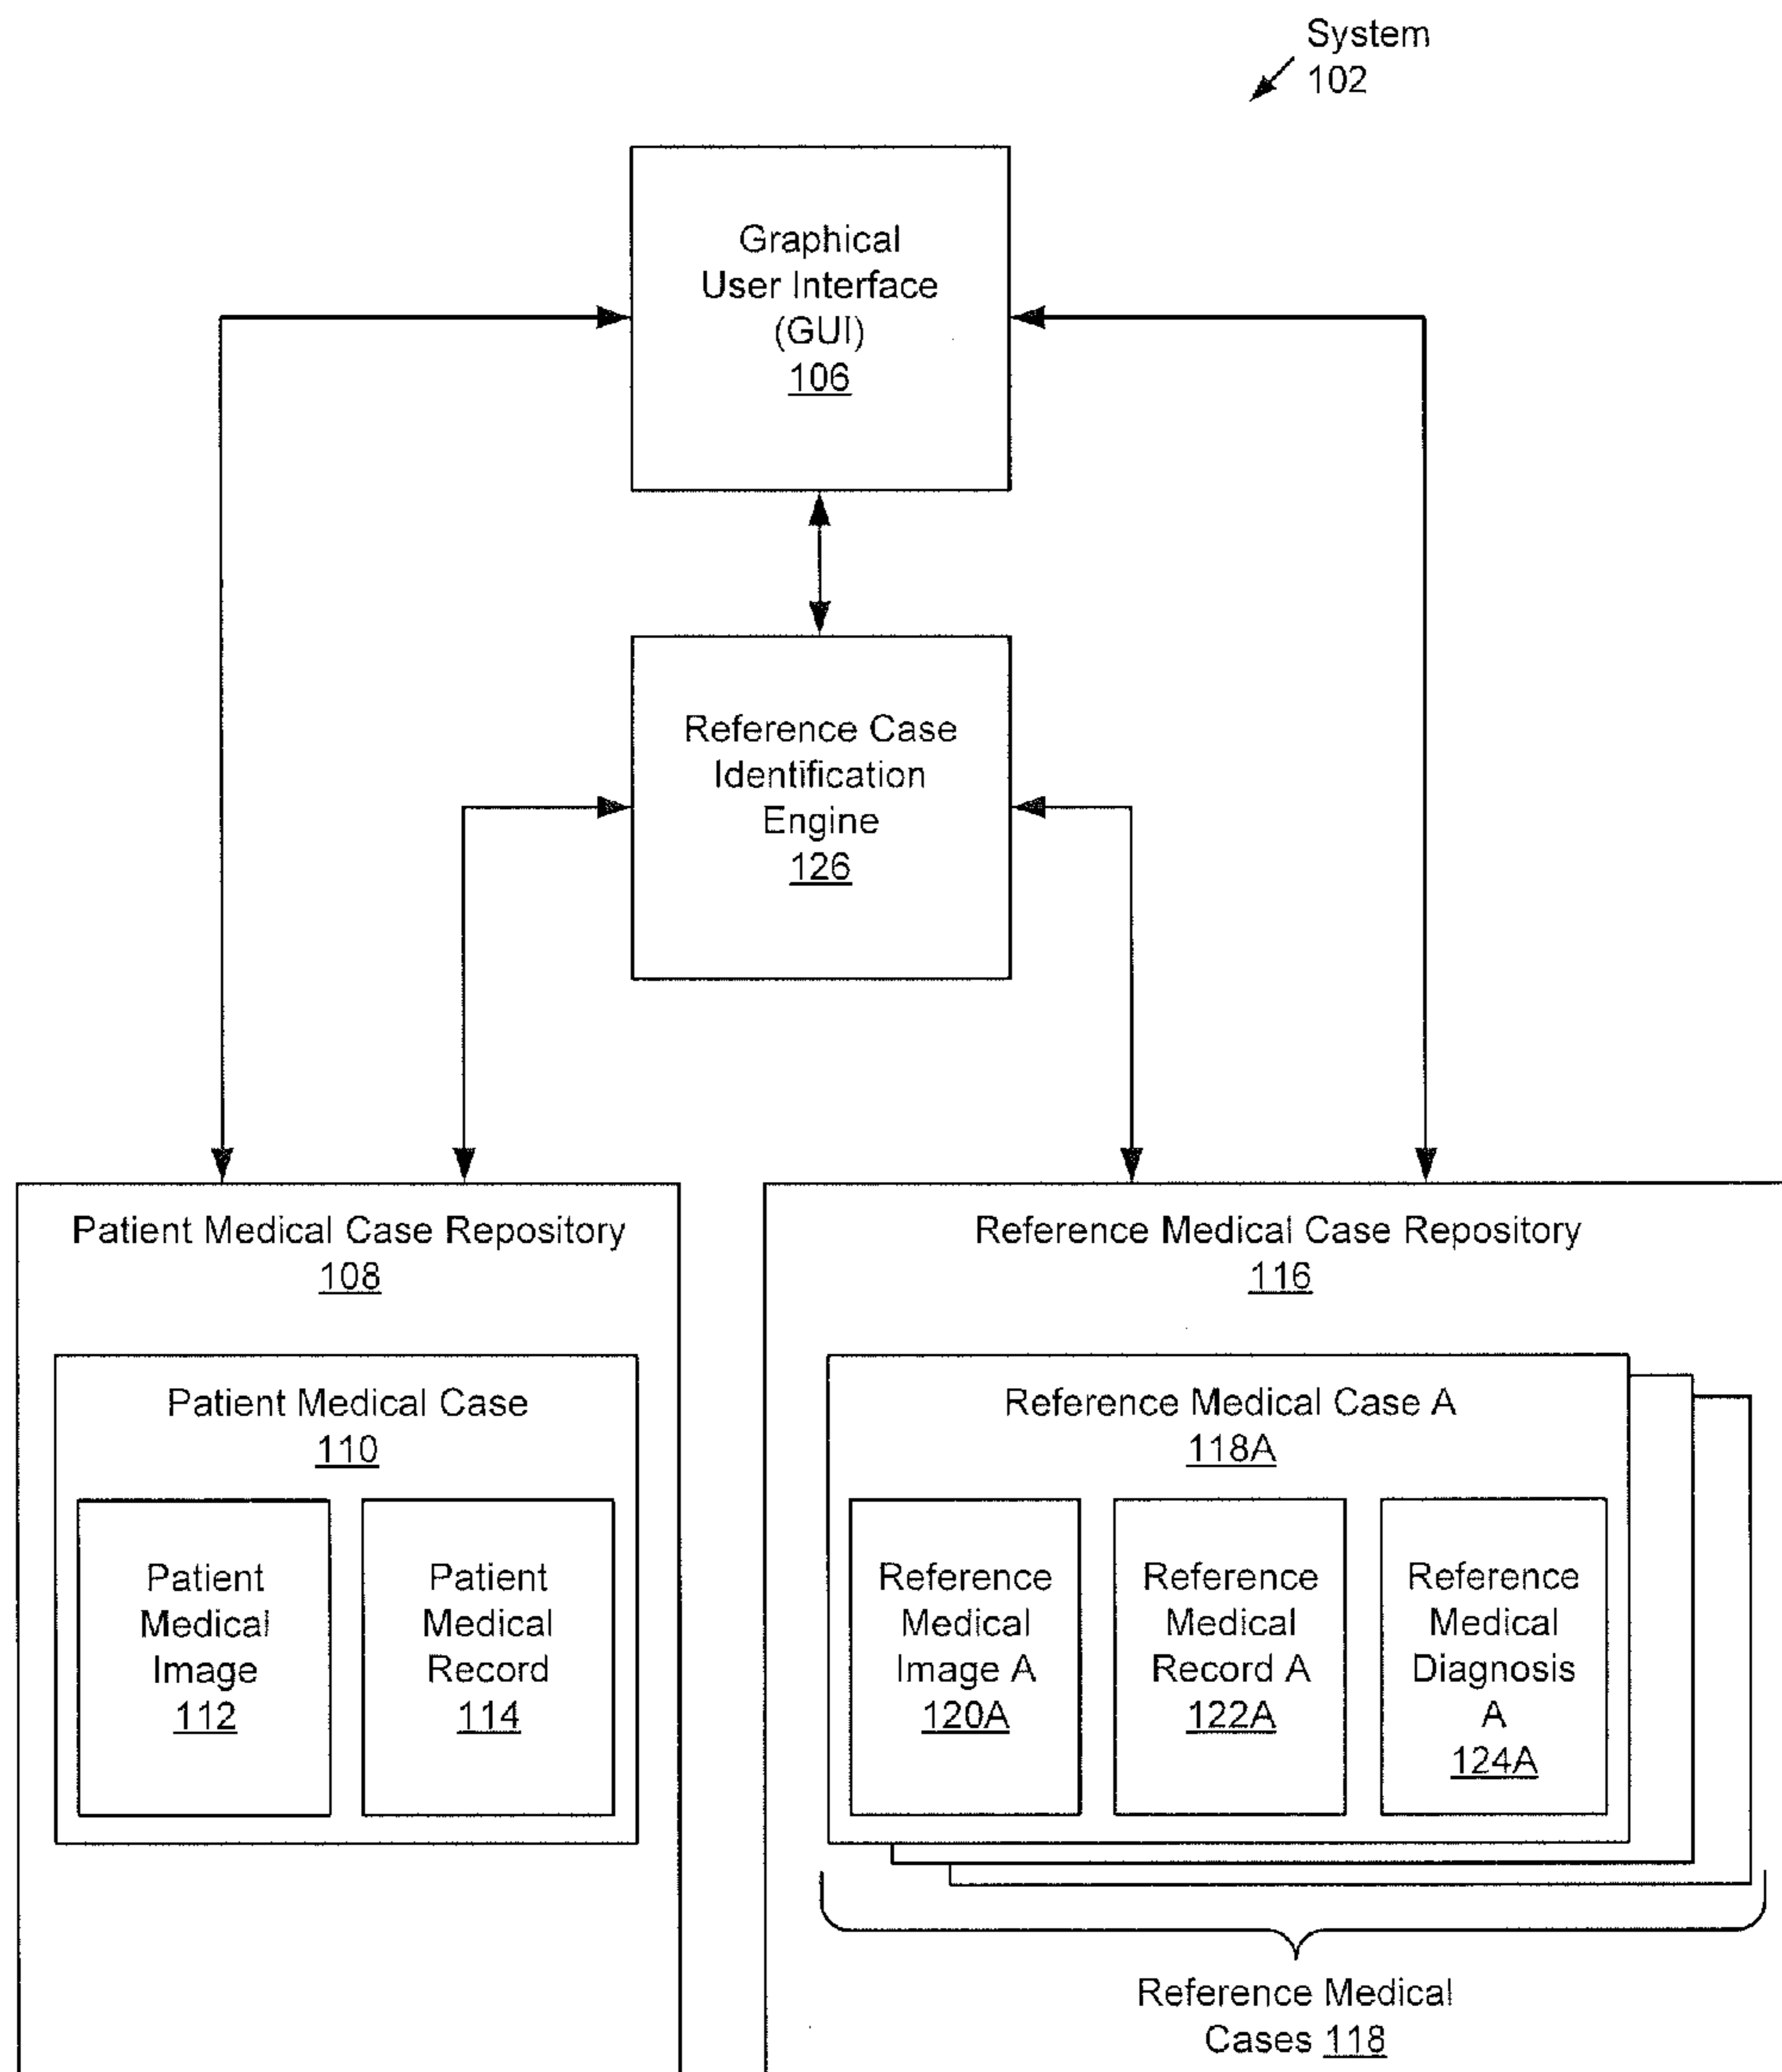 System
102
Graphical
User Interface
(GUI)
106
Reference Case
Identification
Engine
126
Patient Medical Case Repository
108
Patient Medical Case
110
Patient
Medical
Image
112
Patient
Medical
Record
114
Reference Medical Case Repository
116
Reference Medical Case A
118A
Reference
Medical
Image A
120A
Reference
Medical
Record A
122A
Reference
Medical
Diagnosis
A
124A
Reference Medical
Cases 118